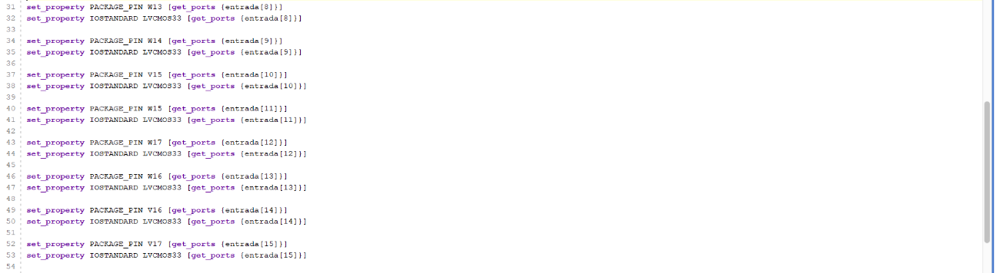 31 set_property PACKAGE_PIN W13 [get_ports {entrada[8]}]
32 set_property IOSTANDARD LVCMOS33 [get_ports {entrada[8]}]
33
34 set_property PACKAGE_PIN W14 [get_ports {entrada[9]}]
35 set_property IOSTANDARD LVCMOS33 [get_ports {entrada[9]}]
36
37 set_property PACKAGE_PIN V15 [get_ports {entrada[10]}]
38 set_property IOSTANDARD LVCMOS33 [get_ports {entrada[10]}]
39
40 set_property PACKAGE_PIN W15 [get_ports {entrada[11]}]
41 set_property IOSTANDARD LVCMOS33 [get_ports {entrada[11]}]
42
43 set_property PACKAGE_PIN W17 [get_ports {entrada[12]}]
44 set_property IOSTANDARD LVCMOS33 [get_ports {entrada[12]}]
45
46 set_property PACKAGE_PIN W16 [get_ports {entrada[13]}]
47 set_property IOSTANDARD LVCMOS33 [get_ports {entrada[13]}]
48
49 set_property PACKAGE_PIN V16 [get_ports {entrada[14]}]
50 set_property IOSTANDARD LVCMOS33 [get_ports {entrada[14]}]
51
52 set_property PACKAGE_PIN V17 [get_ports {entrada[15]}]
53 set_property IOSTANDARD LVCMOS33 [get_ports {entrada[15]}]
54